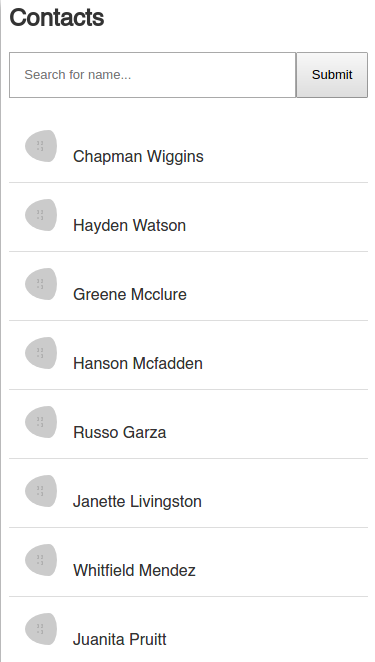 Contacts
Search for name...
Submit
Chapman Wiggins
Hayden Watson
Greene Mcclure
Hanson Mcfadden
Russo Garza
Janette Livingston
Whitfield Mendez
Juanita Pruitt